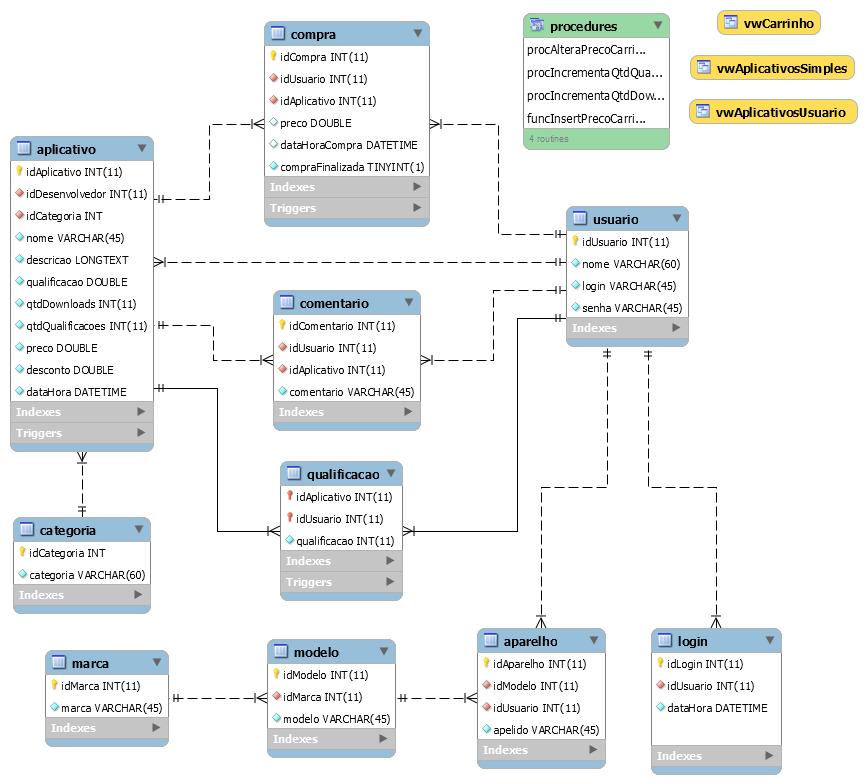 compra
idCompra INT(11)
idUsuario INT(11)
idAplicativo INT(11)
preco DOUBLE
dataHoraCompra DATETIME
compraFinalizada TINYINT(1)
Indexes
Triggers
procedures
procAlteraPrecoCarri...
procIncrementaQtdQua...
procIncrementaQtdDow...
funcInsertPrecoCarri...
4 routines
vwCarrinho
vwAplicativosSimples
vwAplicativosUsuario
aplicativo
idAplicativo INT(11)
idDesenvolvedor INT(11)
idCategoria INT
nome VARCHAR(45)
descricao LONGTEXT
qualificacao DOUBLE
qtdDownloads INT(11)
qtdQualificacoes INT(11)
preco DOUBLE
desconto DOUBLE
dataHora DATETIME
Indexes
Triggers
usuario
idUsuario INT(11)
nome VARCHAR(60)
login VARCHAR(45)
senha VARCHAR(45)
Indexes
comentario
idComentario INT(11)
idUsuario INT(11)
idAplicativo INT(11)
comentario VARCHAR(45)
Indexes
qualificacao
idAplicativo INT(11)
idUsuario INT(11)
qualificacao INT(11)
Indexes
Triggers
categoria
idCategoria INT
categoria VARCHAR(60)
Indexes
marca
idMarca INT(11)
marca VARCHAR(45)
Indexes
modelo
idModelo INT(11)
idMarca INT(11)
modelo VARCHAR(45)
Indexes
aparelho
idAparelho INT(11)
idModelo INT(11)
idUsuario INT(11)
apelido VARCHAR(45)
Indexes
login
idLogin INT(11)
idUsuario INT(11)
dataHora DATETIME
Indexes